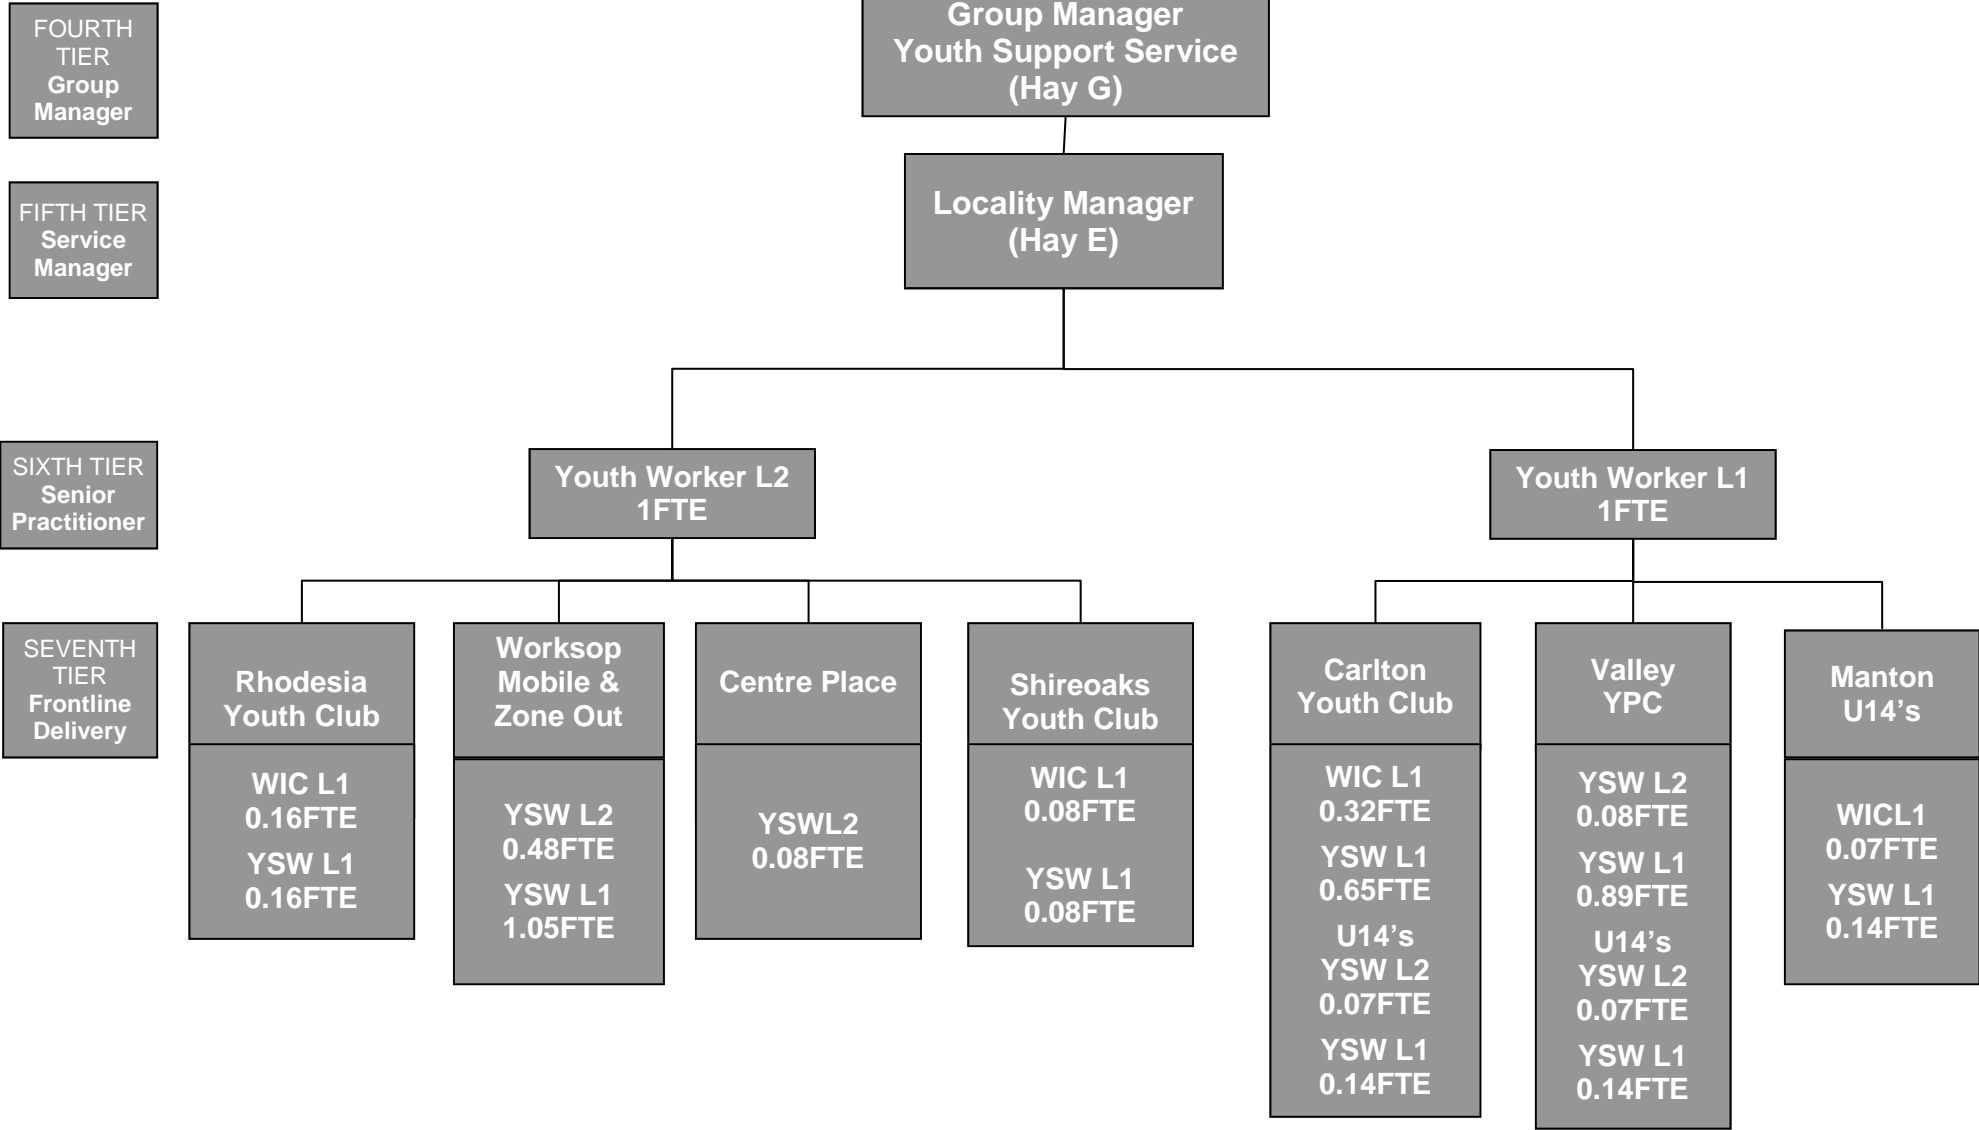 FOURTH
TIER
Group
Manager
Group Manager
Youth Support Service
(Hay G)
FIFTH TIER
Service
Manager
Locality Manager
(Hay E)
SIXTH TIER
Senior
Practitioner
Youth Worker L2
1FTE
Youth Worker L1
1FTE
SEVENTH
TIER
Frontline
Delivery
Rhodesia
Youth Club
WIC L1
0.16FTE
YSW L1
0.16FTE
Worksop
Mobile &
Zone Out
YSW L2
0.48FTE
YSW L1
1.05FTE
Centre Place
YSWL2
0.08FTE
Shireoaks
Youth Club
WIC L1
0.08FTE
YSW L1
0.08FTE
Carlton
Youth Club
WIC L1
0.32FTE
YSW L1
0.65FTE
U14’s
YSW L2
0.07FTE
YSW L1
0.14FTE
Valley
YPC
YSW L2
0.08FTE
YSW L1
0.89FTE
U14’s
YSW L2
0.07FTE
YSW L1
0.14FTE
Manton
U14’s
WICL1
0.07FTE
YSW L1
0.14FTE